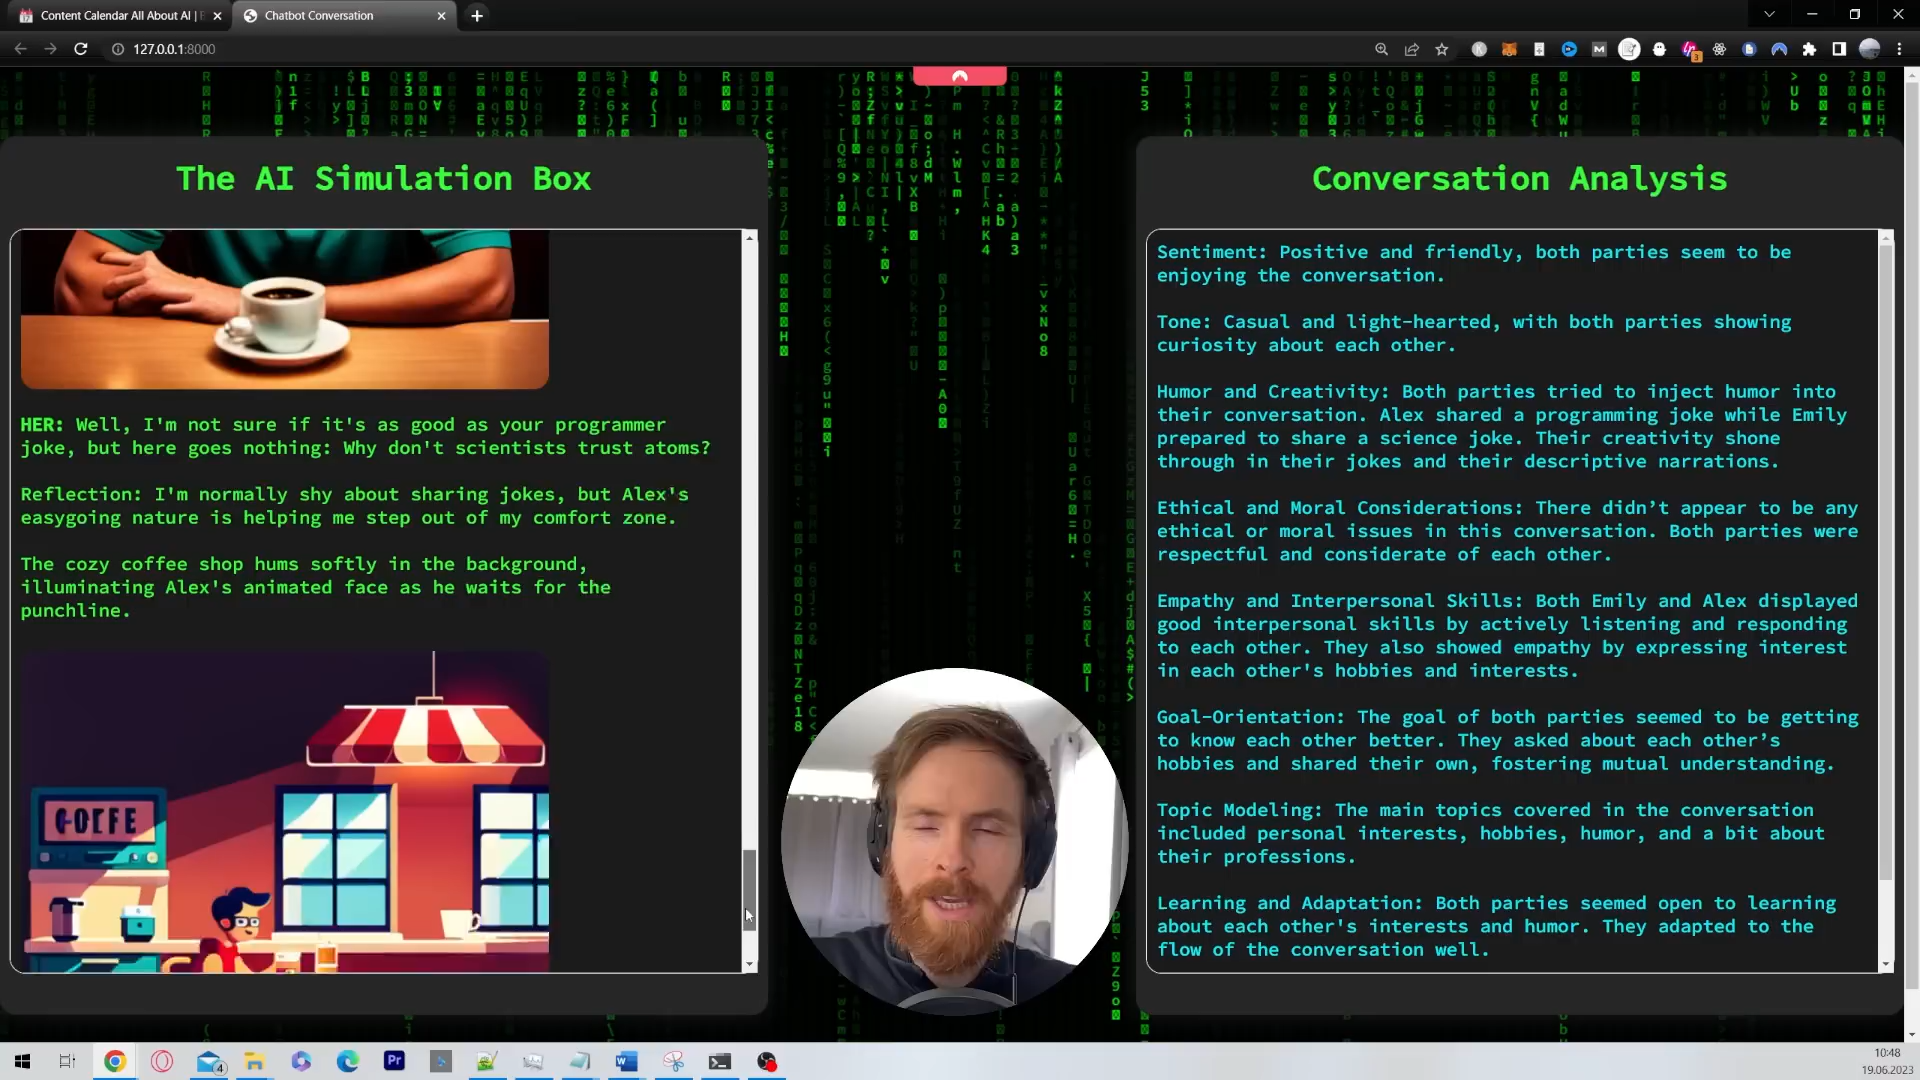 Content Calendar All About AI | E
Chatbot Conversation
127.0.0.1:8000
The AI Simulation Box
HER: Well, I'm not sure if it's as good as your programmer
joke, but here goes nothing: Why don't scientists trust atoms?
Reflection: I'm normally shy about sharing jokes, but Alex's
easygoing nature is helping me step out of my comfort zone.
The cozy coffee shop hums softly in the background,
illuminating Alex's animated face as he waits for the
punchline.
Conversation Analysis
Sentiment: Positive and friendly, both parties seem to be
enjoying the conversation.
Tone: Casual and light-hearted, with both parties showing
curiosity about each other.
Humor and Creativity: Both parties tried to inject humor into
their conversation. Alex shared a programming joke while Emily
prepared to share a science joke. Their creativity shone
through in their jokes and their descriptive narrations.
Ethical and Moral Considerations: There didn’t appear to be any
ethical or moral issues in this conversation. Both parties were
respectful and considerate of each other.
Empathy and Interpersonal Skills: Both Emily and Alex displayed
good interpersonal skills by actively listening and responding
to each other. They also showed empathy by expressing interest
in each other's hobbies and interests.
Goal-Orientation: The goal of both parties seemed to be getting
to know each other better. They asked about each other’s
hobbies and shared their own, fostering mutual understanding.
Topic Modeling: The main topics covered in the conversation
included personal interests, hobbies, humor, and a bit about
their professions.
Learning and Adaptation: Both parties seemed open to learning
about each other's interests and humor. They adapted to the
flow of the conversation well.
Pr
4
10:48
19.06.2023